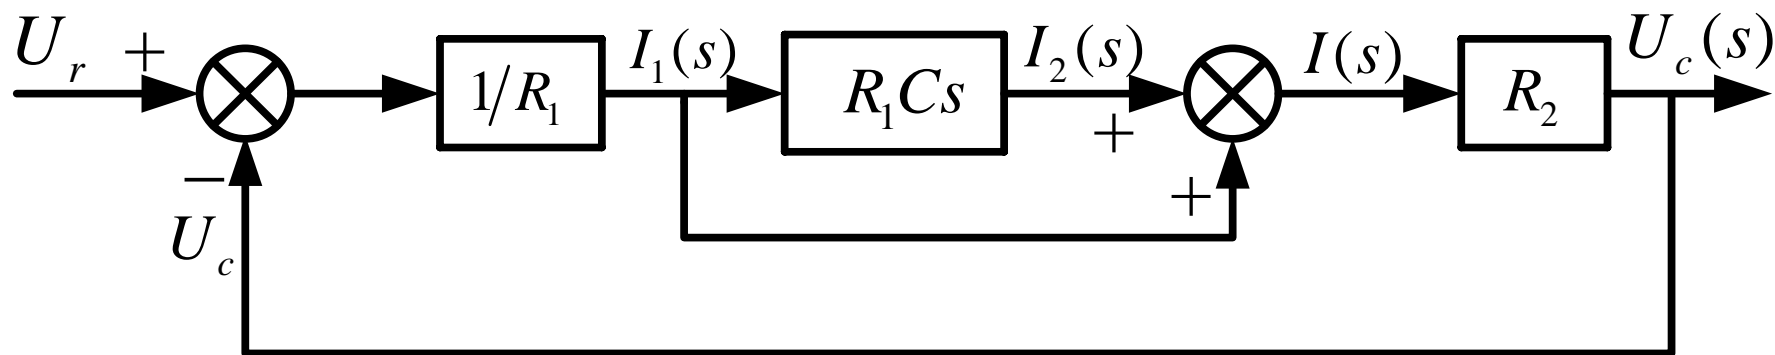 U_r
+
1/R_1
I_1(s)
R_1Cs
I_2(s)
+
I(s)
R_2
U_c(s)
−
U_c
+